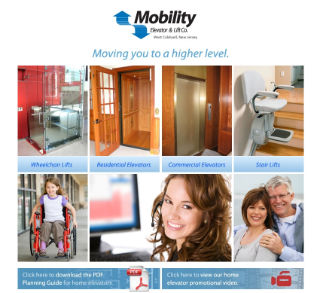 Mobility
Elevator & Lift Co.
West Caldwell, New Jersey
Moving you to a higher level.
Wheelchair Lifts
Residential Elevators
Commercial Elevators
Stair Lifts
Click here to download the PDF
Planning Guide for home elevators.
PDF
Click here to view our home
elevator promotional video.